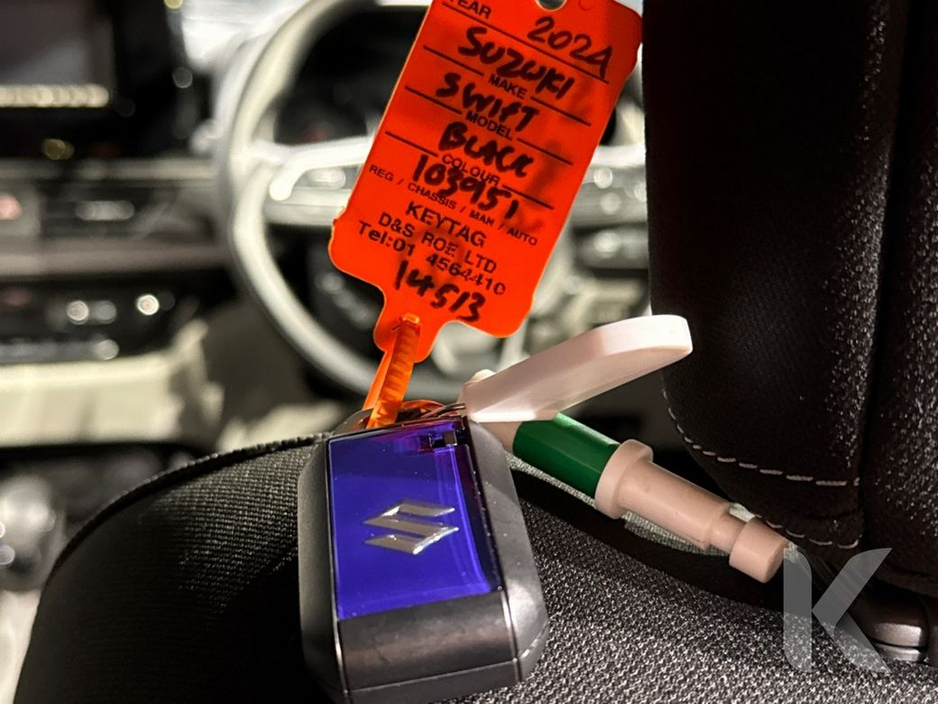 YEAR 2024
SUZUKI
MAKE
SWIFT
MODEL
BLACK
COLOUR
103951
REG / CHASSIS / MAN / AUTO
KEYTAG
D&S ROE LTD
Tel:01 4564410
14513
K